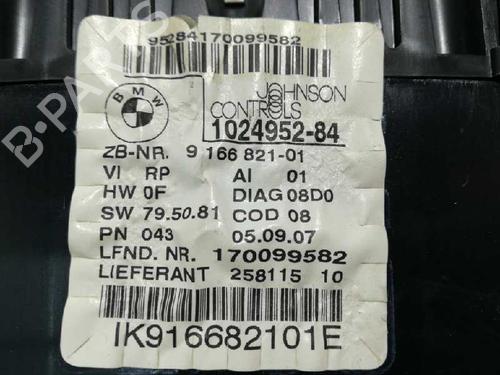 95284170099582
BMW
JOHNSON
CONTROLS
1024952-84
ZB-NR. 9 166 821-01
VI RP AI 01
HW 0F DIAG 08D0
SW 79.50.81 COD 08
PN 043 05.09.07
LFND. NR. 170099582
LIEFERANT 258115 10
IK916682101E
B-PARTS